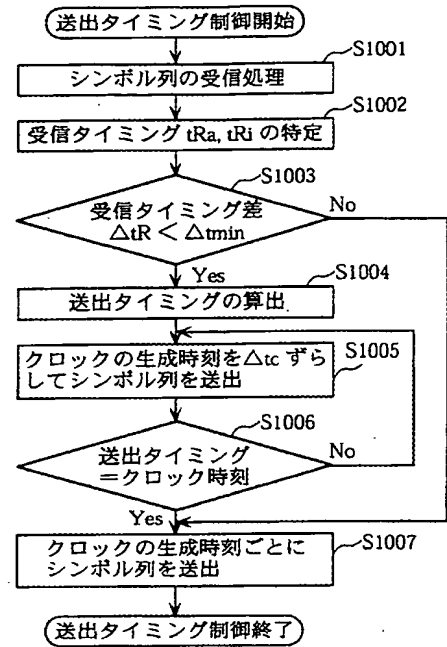 送出タイミング制御開始
S1001
シンボル列の受信処理
S1002
受信タイミング tRa, tRi の特定
S1003
受信タイミング差
△tR < △tmin
No
Yes
S1004
送出タイミングの算出
クロックの生成時刻を△tc ずら
してシンボル列を送出
S1005
S1006
送出タイミング
＝クロック時刻
No
Yes
クロックの生成時刻ごとに
シンボル列を送出
S1007
送出タイミング制御終了